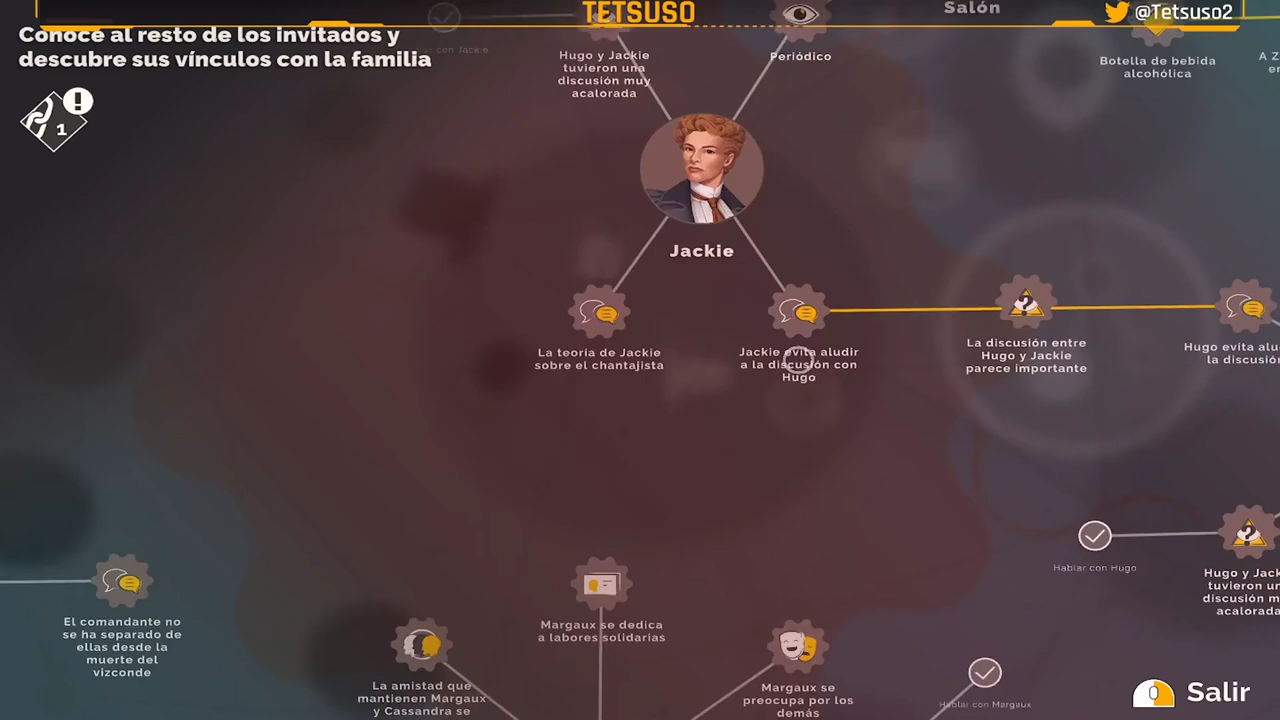 TETSUSO
@Tetsuso2
Salón
Conoce al resto de los invitados y
descubre sus vínculos con la familia
1
Hugo y Jackie
tuvieron una
discusión muy
acalorada
Periódico
Botella de bebida
alcohólica
A Z
Jackie
La teoría de Jackie
sobre el chantajista
Jackie evita aludir
a la discusión con
Hugo
La discusión entre
Hugo y Jackie
parece importante
Hugo evita alu
la discusió
Hablar con Hugo
Hugo y Jack
tuvieron un
discusión mu
acalorada
El comandante no
se ha separado de
ellas desde la
muerte del
vizconde
Margaux se dedica
a labores solidarias
La amistad que
mantienen Margaux
y Cassandra se
Margaux se
preocupa por los
demás
Hablar con Margaux
Salir